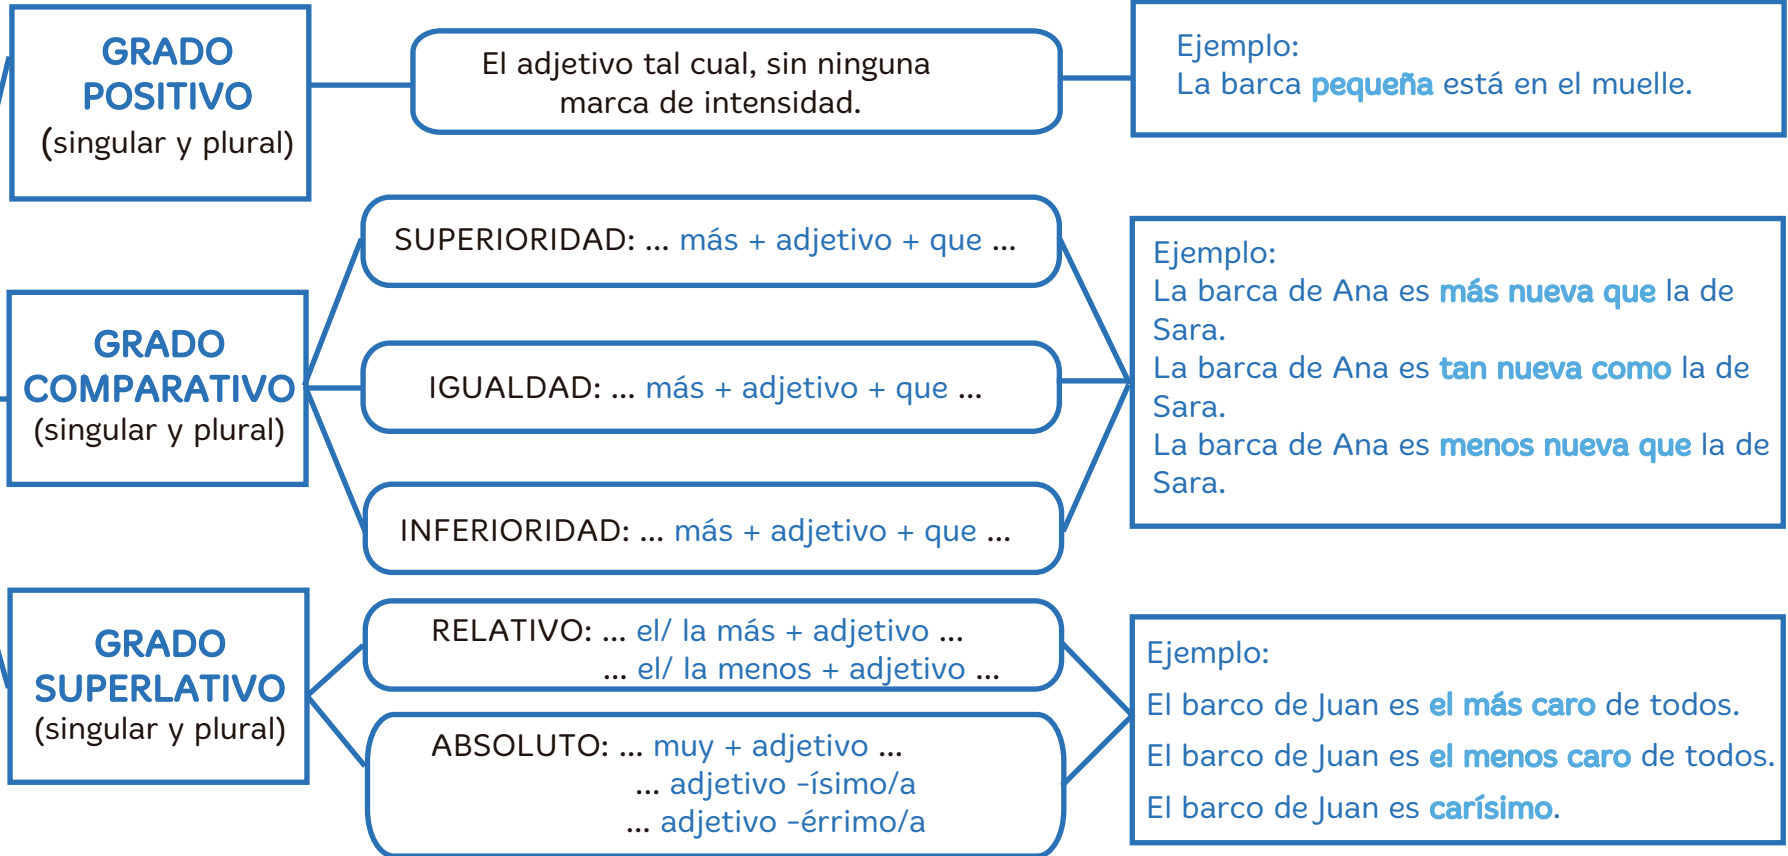 GRADO
POSITIVO
(singular y plural)
El adjetivo tal cual, sin ninguna
marca de intensidad.
Ejemplo:
La barca pequeña está en el muelle.
GRADO
COMPARATIVO
(singular y plural)
SUPERIORIDAD: ... más + adjetivo + que ...
IGUALDAD: ... más + adjetivo + que ...
INFERIORIDAD: ... más + adjetivo + que ...
Ejemplo:
La barca de Ana es más nueva que la de
Sara.
La barca de Ana es tan nueva como la de
Sara.
La barca de Ana es menos nueva que la de
Sara.
GRADO
SUPERLATIVO
(singular y plural)
RELATIVO: ... el/ la más + adjetivo ...
... el/ la menos + adjetivo ...
ABSOLUTO: ... muy + adjetivo ...
... adjetivo -ísimo/a
... adjetivo -érrimo/a
Ejemplo:
El barco de Juan es el más caro de todos.
El barco de Juan es el menos caro de todos.
El barco de Juan es carísimo.